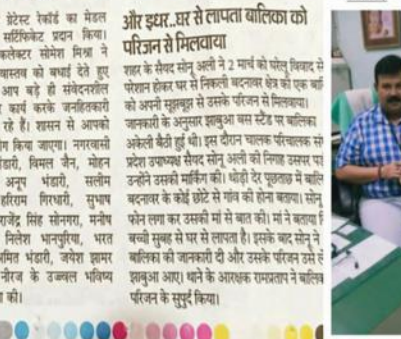 ग्रेटेस्ट रेकॉर्ड का मेडल
सर्टिफिकेट प्रदान किया।
कलेक्टर सोमेश मिश्रा ने
वास्तव को बधाई देते हुए
आप बड़े ही संवेदनशील
कार्य करके जनहितकारी
रहे हैं। शासन से आपको
ग किया जाएगा। नगरवासी
डारी, विमल जैन, मोहन
अनूप भंडारी, सलीम
हरिराम गिरधारी, सुभाष
राजेंद्र सिंह सोनगरा, मनीष
निलेश भानपुरिया, भरत
अमित भंडारी, जयेश झामर
नीरज के उज्ज्वल भविष्य
की।
और इधर..घर से लापता बालिका को
परिजन से मिलवाया
शहर के सैयद सोनू अली ने 2 मार्च को घरेलू विवाद से
परेशान होकर घर से निकली बदनावर क्षेत्र की एक बालि
को अपनी सूझबूझ से उसके परिजन से मिलवाया।
जानकारी के अनुसार झाबुआ बस स्टैंड पर बालिका
अकेली बैठी हुई थी। इस दौरान चालक परिचालक सं
प्रदेश उपाध्यक्ष सैयद सोनू अली की निगाह उसपर पड़
उन्होंने उसकी मार्किंग की। थोड़ी देर पूछताछ में बालि
बदनावर के कोई छोटे से गांव की होना बताया। सोनू
फोन लगा कर उसकी मां से बात की। मां ने बताया f
बच्ची सुबह से घर से लापता है। इसके बाद सोनू ने
बालिका की जानकारी दी और उसके परिजन उसे ले
झाबुआ आए। थाने के आरक्षक रामप्रताप ने बालिक
परिजन के सुपुर्द किया।